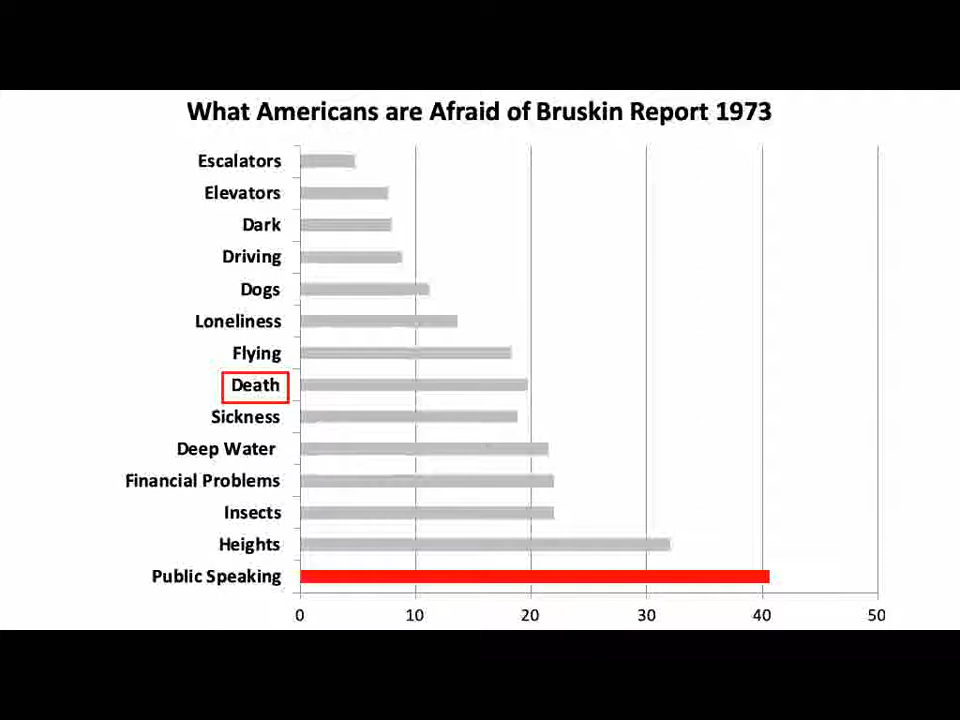 What Americans are Afraid of Bruskin Report 1973
Escalators
Elevators
Dark
Driving
Dogs
Loneliness
Flying
Death
Sickness
Deep Water
Financial Problems
Insects
Heights
Public Speaking
0 10 20 30 40 50